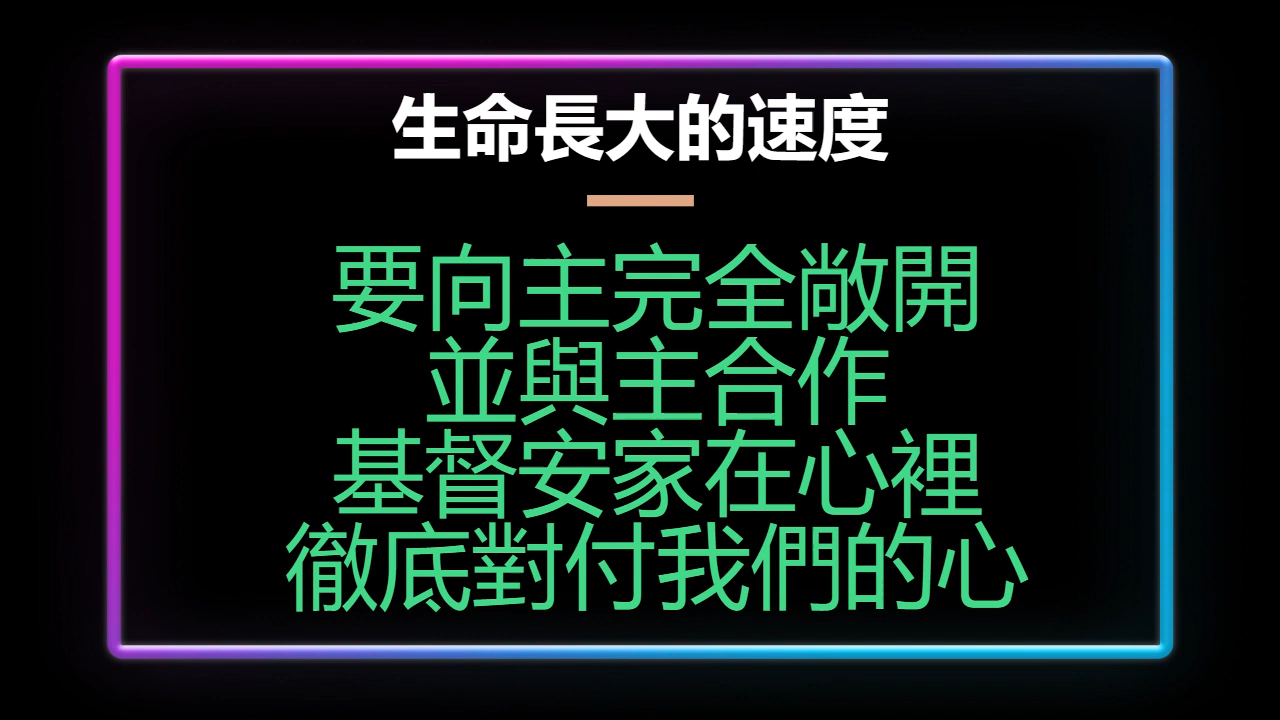 生命長大的速度
要向主完全敞開
並與主合作
基督安家在心裡
徹底對付我們的心